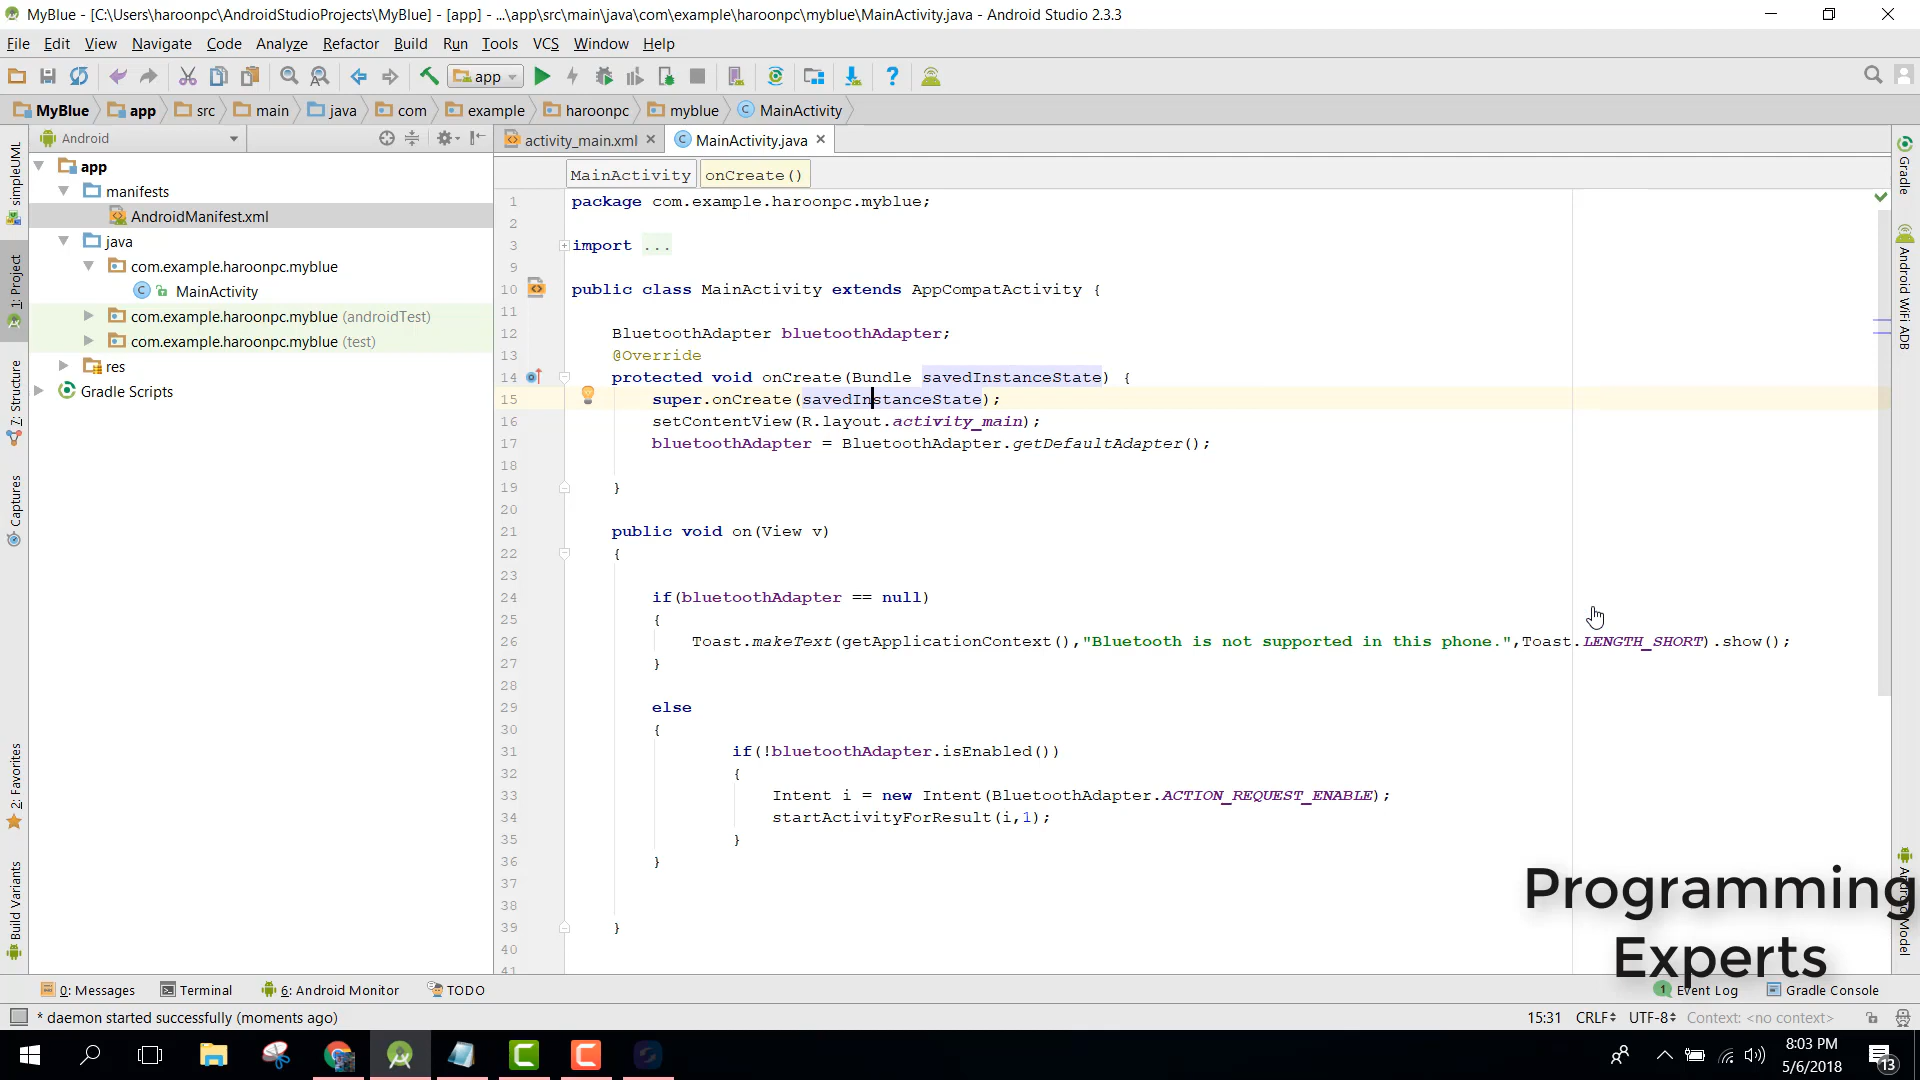 MyBlue - [C:\Users\haroonpc\AndroidStudioProjects\MyBlue] - [app] - ...\app\src\main\java\com\example\haroonpc\myblue\MainActivity.java - Android Studio 2.3.3
File Edit View Navigate Code Analyze Refactor Build Run Tools VCS Window Help
app
MyBlue app src main java com example haroonpc myblue MainActivity
Android
activity_main.xml MainActivity.java
MainActivity onCreate()
app
manifests
AndroidManifest.xml
java
com.example.haroonpc.myblue
MainActivity
com.example.haroonpc.myblue (androidTest)
com.example.haroonpc.myblue (test)
res
Gradle Scripts
simpleUML
1: Project
7: Structure
Captures
2: Favorites
Build Variants
1 package com.example.haroonpc.myblue;
2
3 import ...
9
10 public class MainActivity extends AppCompatActivity {
11
12 BluetoothAdapter bluetoothAdapter;
13 @Override
14 protected void onCreate(Bundle savedInstanceState) {
15 super.onCreate(savedInstanceState);
16 setContentView(R.layout.activity_main);
17 bluetoothAdapter = BluetoothAdapter.getDefaultAdapter();
18
19 }
20
21 public void on(View v)
22 {
23
24 if(bluetoothAdapter == null)
25 {
26 Toast.makeText(getApplicationContext(),"Bluetooth is not supported in this phone.",Toast.LENGTH_SHORT).show();
27 }
28
29 else
30 {
31 if(!bluetoothAdapter.isEnabled())
32 {
33 Intent i = new Intent(BluetoothAdapter.ACTION_REQUEST_ENABLE);
34 startActivityForResult(i,1);
35 }
36 }
37
38
39 }
40
41
Gradle
Android WiFi ADB
Android Model
Programming
Experts
0: Messages Terminal 6: Android Monitor TODO 1 Event Log Gradle Console
* daemon started successfully (moments ago) 15:31 CRLF UTF-8 Context: <no context>
8:03 PM
5/6/2018
13